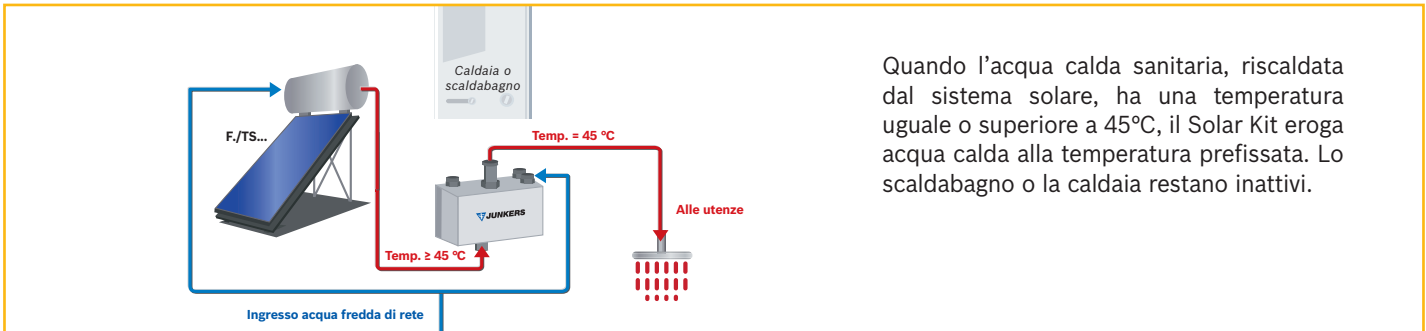 Caldaia o
scaldabagno
F./TS...
Temp. = 45 °C
JUNKERS
Alle utenze
Temp. ≥ 45 °C
Ingresso acqua fredda di rete
Quando l’acqua calda sanitaria, riscaldata
dal sistema solare, ha una temperatura
uguale o superiore a 45°C, il Solar Kit eroga
acqua calda alla temperatura prefissata. Lo
scaldabagno o la caldaia restano inattivi.